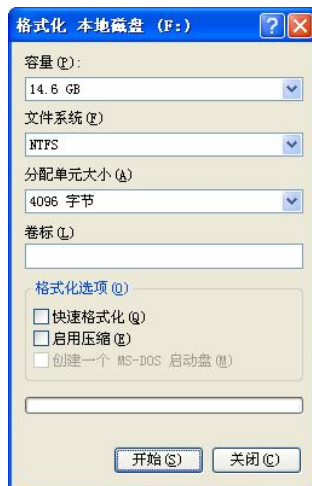 格式化 本地磁盘 (F:)
容量(P):
14.6 GB
文件系统(F)
NTFS
分配单元大小(A)
4096 字节
卷标(L)
格式化选项(O)
快速格式化(Q)
启用压缩(E)
创建一个 MS-DOS 启动盘(M)
开始(S)
关闭(C)